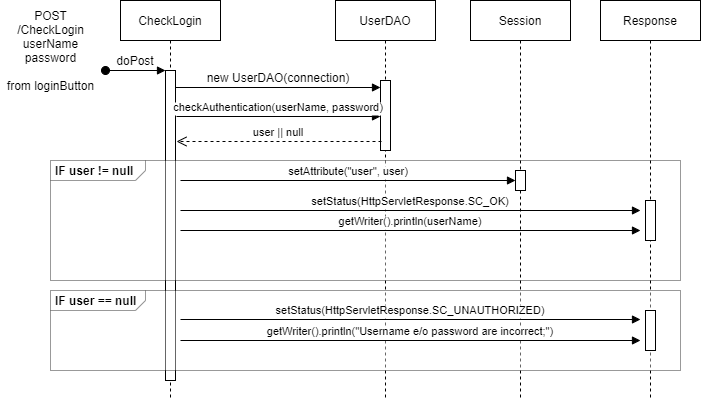 POST
/CheckLogin
userName
password
from loginButton
CheckLogin
UserDAO
Session
Response
doPost
new UserDAO(connection)
checkAuthentication(userName, password)
user || null
IF user != null
setAttribute("user", user)
setStatus(HttpServletResponse.SC_OK)
getWriter().println(userName)
IF user == null
setStatus(HttpServletResponse.SC_UNAUTHORIZED)
getWriter().println("Username e/o password are incorrect;")